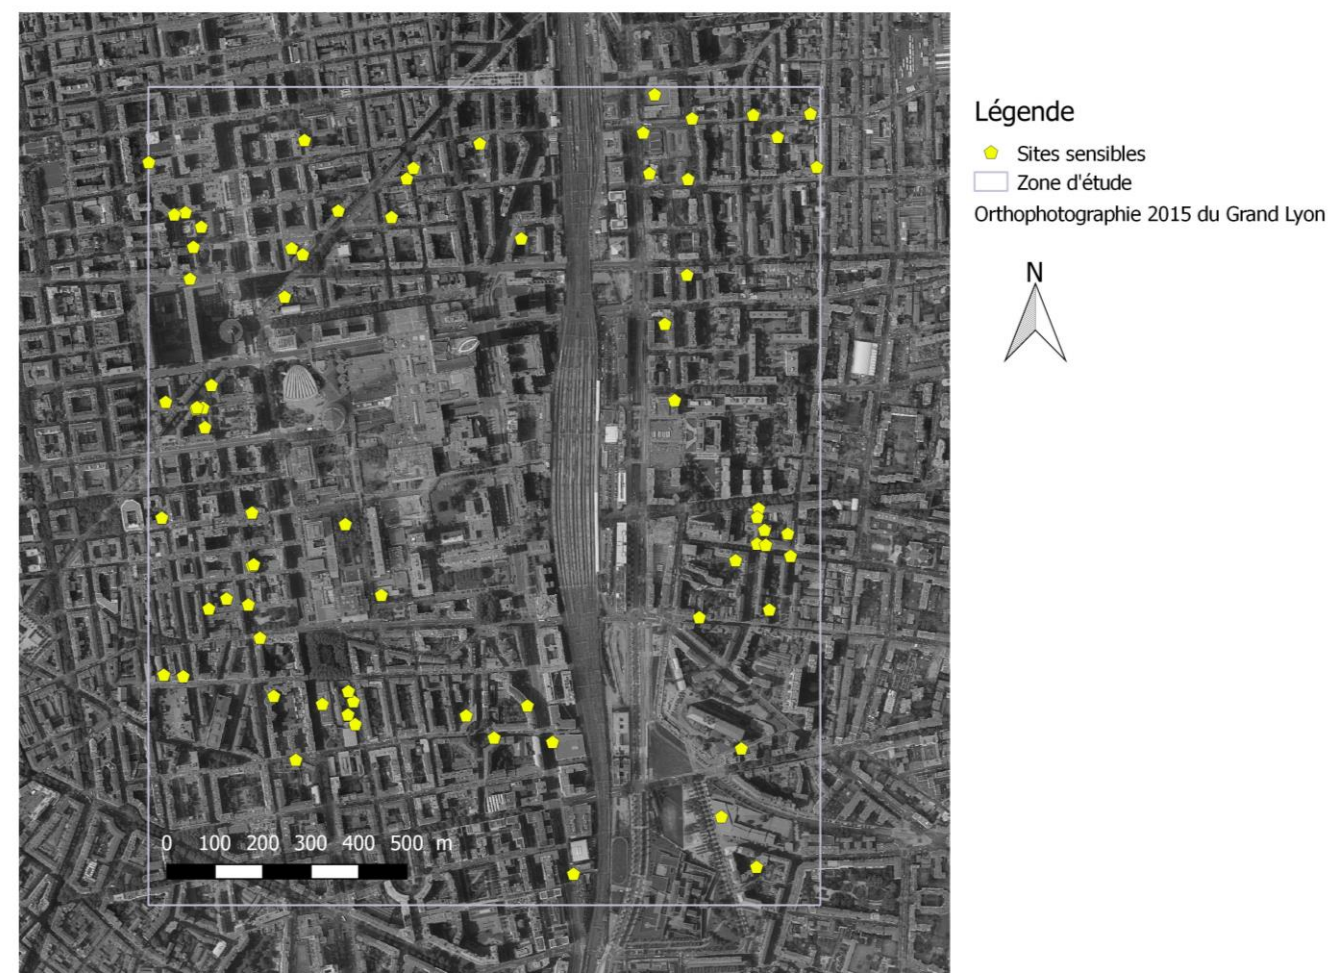 Légende
Sites sensibles
Zone d'étude
Orthophotographie 2015 du Grand Lyon
N
0 100 200 300 400 500 m